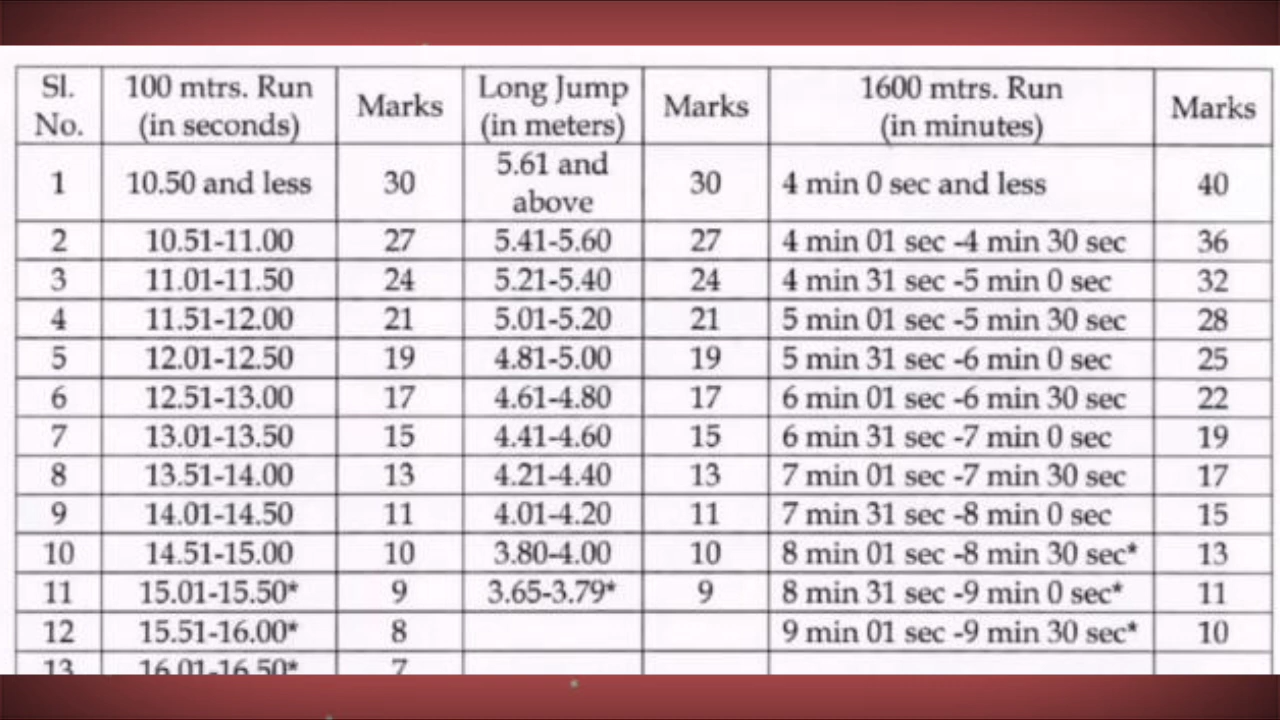 Sl. No. 100 mtrs. Run (in seconds) Marks Long Jump (in meters) Marks 1600 mtrs. Run (in minutes) Marks
1 10.50 and less 30 5.61 and above 30 4 min 0 sec and less 40
2 10.51-11.00 27 5.41-5.60 27 4 min 01 sec -4 min 30 sec 36
3 11.01-11.50 24 5.21-5.40 24 4 min 31 sec -5 min 0 sec 32
4 11.51-12.00 21 5.01-5.20 21 5 min 01 sec -5 min 30 sec 28
5 12.01-12.50 19 4.81-5.00 19 5 min 31 sec -6 min 0 sec 25
6 12.51-13.00 17 4.61-4.80 17 6 min 01 sec -6 min 30 sec 22
7 13.01-13.50 15 4.41-4.60 15 6 min 31 sec -7 min 0 sec 19
8 13.51-14.00 13 4.21-4.40 13 7 min 01 sec -7 min 30 sec 17
9 14.01-14.50 11 4.01-4.20 11 7 min 31 sec -8 min 0 sec 15
10 14.51-15.00 10 3.80-4.00 10 8 min 01 sec -8 min 30 sec* 13
11 15.01-15.50* 9 3.65-3.79* 9 8 min 31 sec -9 min 0 sec* 11
12 15.51-16.00* 8 9 min 01 sec -9 min 30 sec* 10
13 16.01-16.50* 7